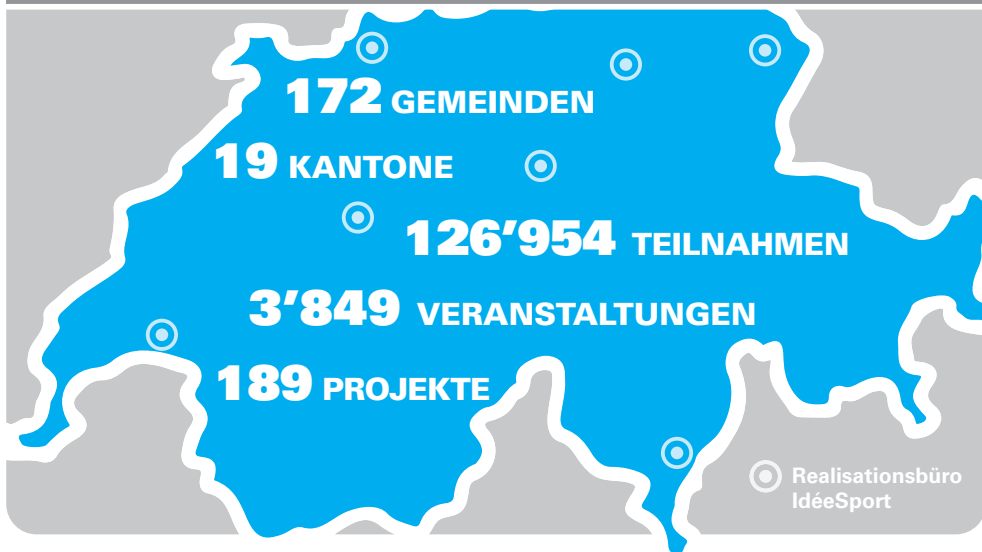 172 GEMEINDEN
19 KANTONE
126’954 TEILNAHMEN
3’849 VERANSTALTUNGEN
189 PROJEKTE
Realisationsbüro
IdéeSport